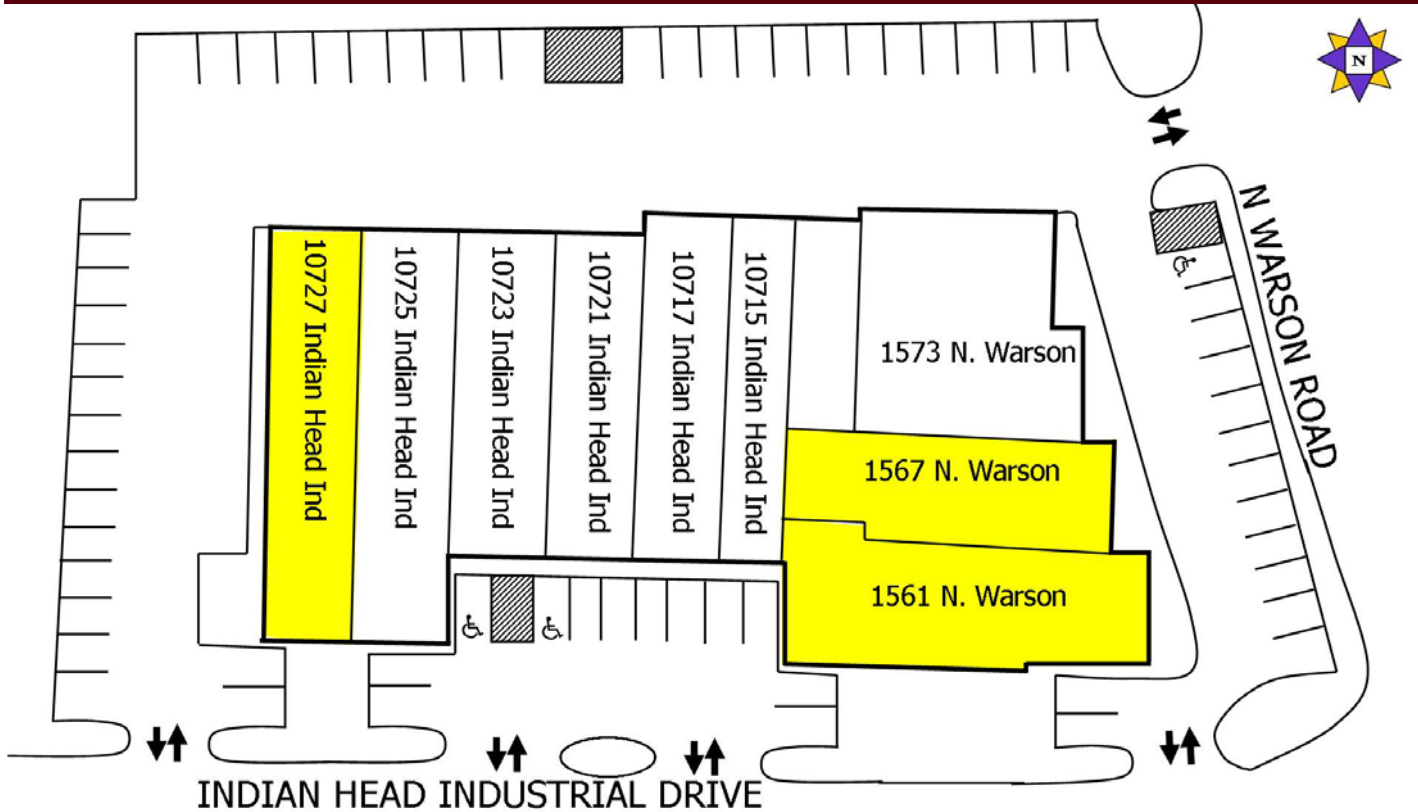 N
N WARSON ROAD
10727 Indian Head Ind
10725 Indian Head Ind
10723 Indian Head Ind
10721 Indian Head Ind
10717 Indian Head Ind
10715 Indian Head Ind
1573 N. Warson
1567 N. Warson
1561 N. Warson
INDIAN HEAD INDUSTRIAL DRIVE